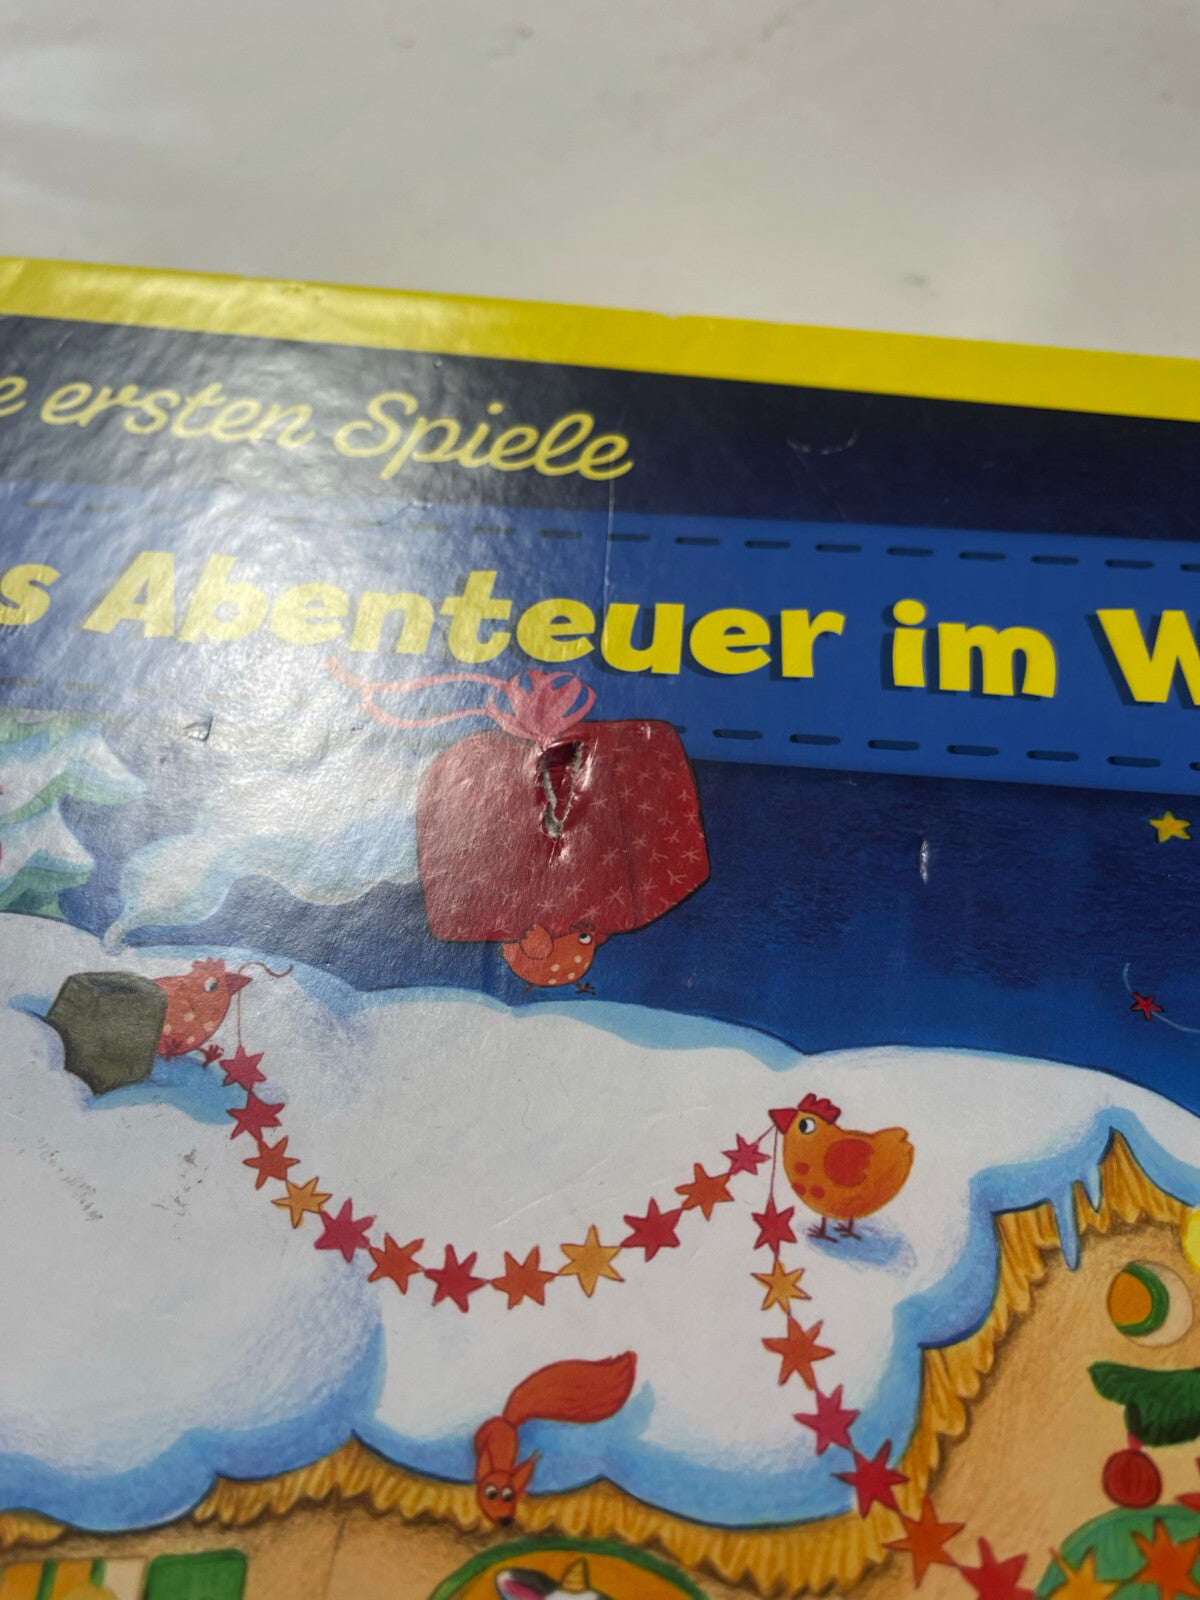 e ersten Spiele
s Abenteuer im W